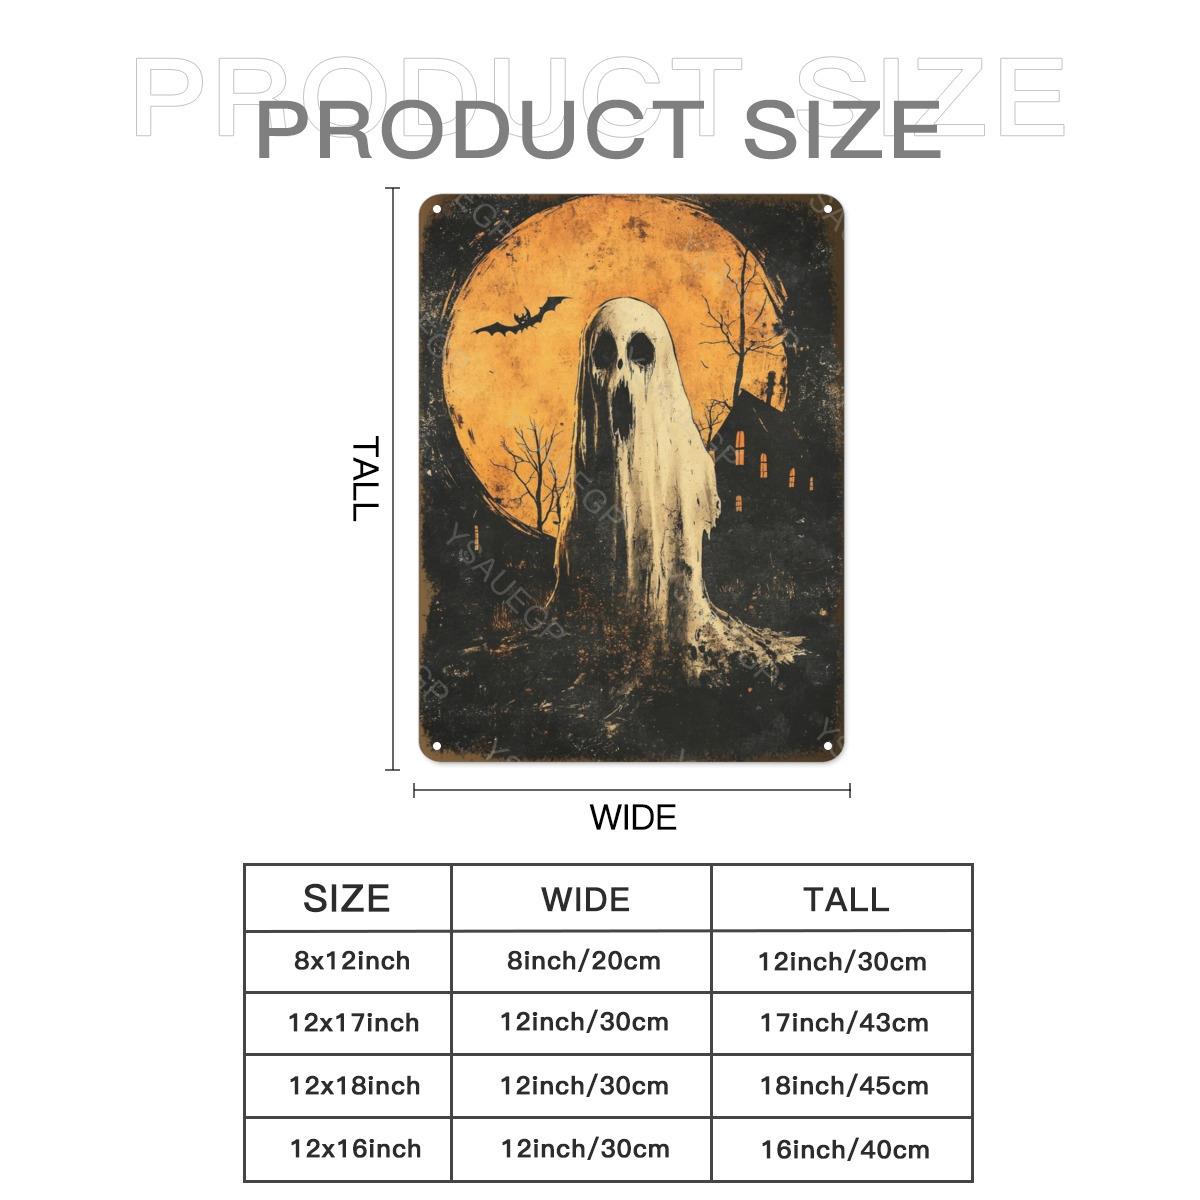 PRODUCT SIZE
PRODUCT SIZE
TALL
YSAUEGP
WIDE
SIZE WIDE TALL
8x12inch 8inch/20cm 12inch/30cm
12x17inch 12inch/30cm 17inch/43cm
12x18inch 12inch/30cm 18inch/45cm
12x16inch 12inch/30cm 16inch/40cm